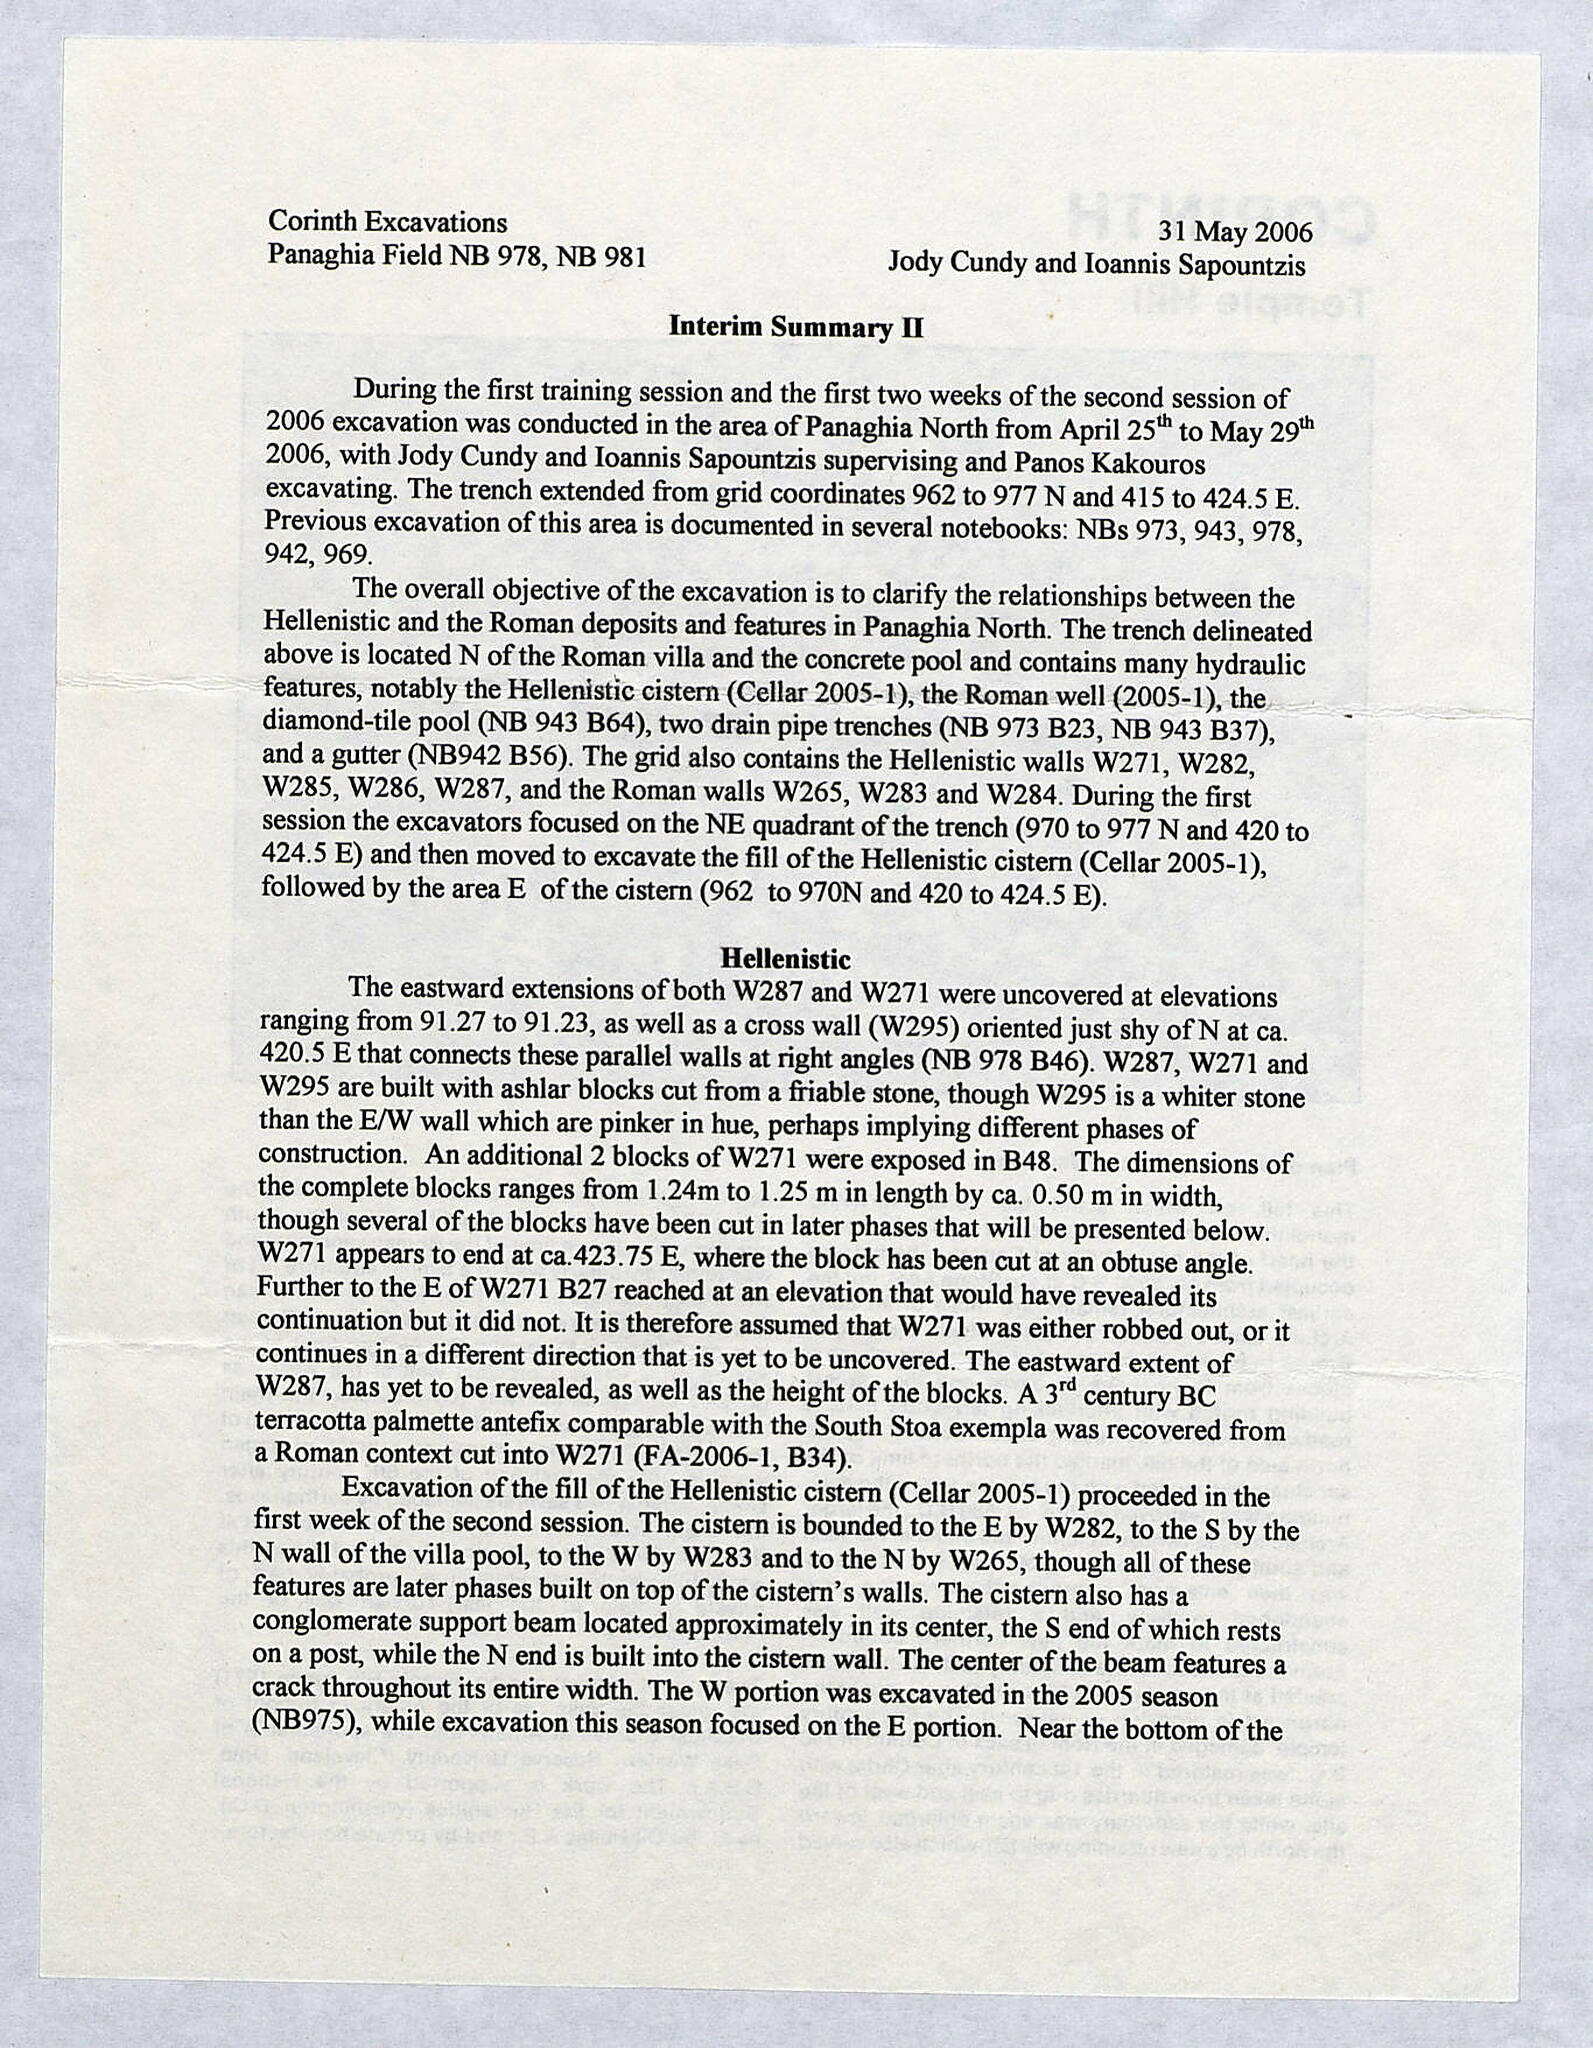 Corinth Excavations
31 May 2006
Panaghia Field NB 978, NB 981
Jody Cundy and Ioannis Sapountzis
Interim Summary II
During the first training session and the first two weeks of the second session of
2006 excavation was conducted in the area of Panaghia North from April 25th to May 29th
2006, with Jody Cundy and Ioannis Sapountzis supervising and Panos Kakouros
excavating. The trench extended from grid coordinates 962 to 977 N and 415 to 424.5 E.
Previous excavation of this area is documented in several notebooks: NBs 973, 943, 978,
942, 969.
The overall objective of the excavation is to clarify the relationships between the
Hellenistic and the Roman deposits and features in Panaghia North. The trench delineated
above is located N of the Roman villa and the concrete pool and contains many hydraulic
features, notably the Hellenistic cistern (Cellar 2005-1), the Roman well (2005-1), the
diamond-tile pool (NB 943 B64), two drain pipe trenches (NB 973 B23, NB 943 B37),
and a gutter (NB942 B56). The grid also contains the Hellenistic walls W271, W282,
W285, W286, W287, and the Roman walls W265, W283 and W284. During the first
session the excavators focused on the NE quadrant of the trench (970 to 977 N and 420 to
424.5 E) and then moved to excavate the fill of the Hellenistic cistern (Cellar 2005-1),
followed by the area E of the cistern (962 to 970N and 420 to 424.5 E).
Hellenistic
The eastward extensions of both W287 and W271 were uncovered at elevations
ranging from 91.27 to 91.23, as well as a cross wall (W295) oriented just shy of N at ca.
420.5 E that connects these parallel walls at right angles (NB 978 B46). W287, W271 and
W295 are built with ashlar blocks cut from a friable stone, though W295 is a whiter stone
than the E/W wall which are pinker in hue, perhaps implying different phases of
construction. An additional 2 blocks of W271 were exposed in B48. The dimensions of
the complete blocks ranges from 1.24m to 1.25 m in length by ca. 0.50 m in width,
though several of the blocks have been cut in later phases that will be presented below.
W271 appears to end at ca.423.75 E, where the block has been cut at an obtuse angle.
Further to the E of W271 B27 reached at an elevation that would have revealed its
continuation but it did not. It is therefore assumed that W271 was either robbed out, or it
continues in a different direction that is yet to be uncovered. The eastward extent of
W287, has yet to be revealed, as well as the height of the blocks. A 3rd century BC
terracotta palmette antefix comparable with the South Stoa exempla was recovered from
a Roman context cut into W271 (FA-2006-1, B34).
Excavation of the fill of the Hellenistic cistern (Cellar 2005-1) proceeded in the
first week of the second session. The cistern is bounded to the E by W282, to the S by the
N wall of the villa pool, to the W by W283 and to the N by W265, though all of these
features are later phases built on top of the cistern's walls. The cistern also has a
conglomerate support beam located approximately in its center, the S end of which rests
on a post, while the N end is built into the cistern wall. The center of the beam features a
crack throughout its entire width. The W portion was excavated in the 2005 season
(NB975), while excavation this season focused on the E portion. Near the bottom of the